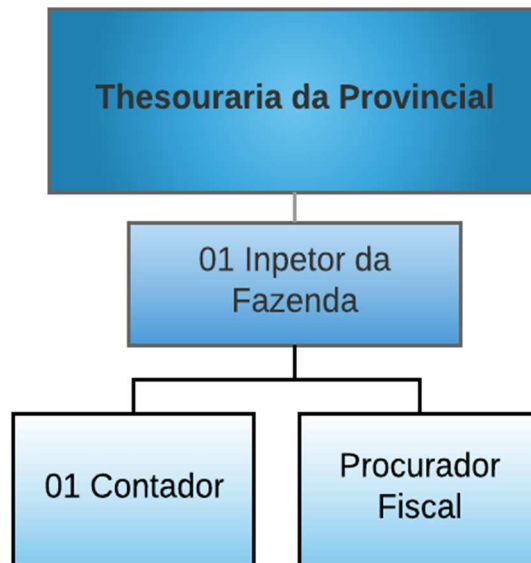 Thesouraria da Provincial
01 Inpetor da
Fazenda
01 Contador
Procurador
Fiscal